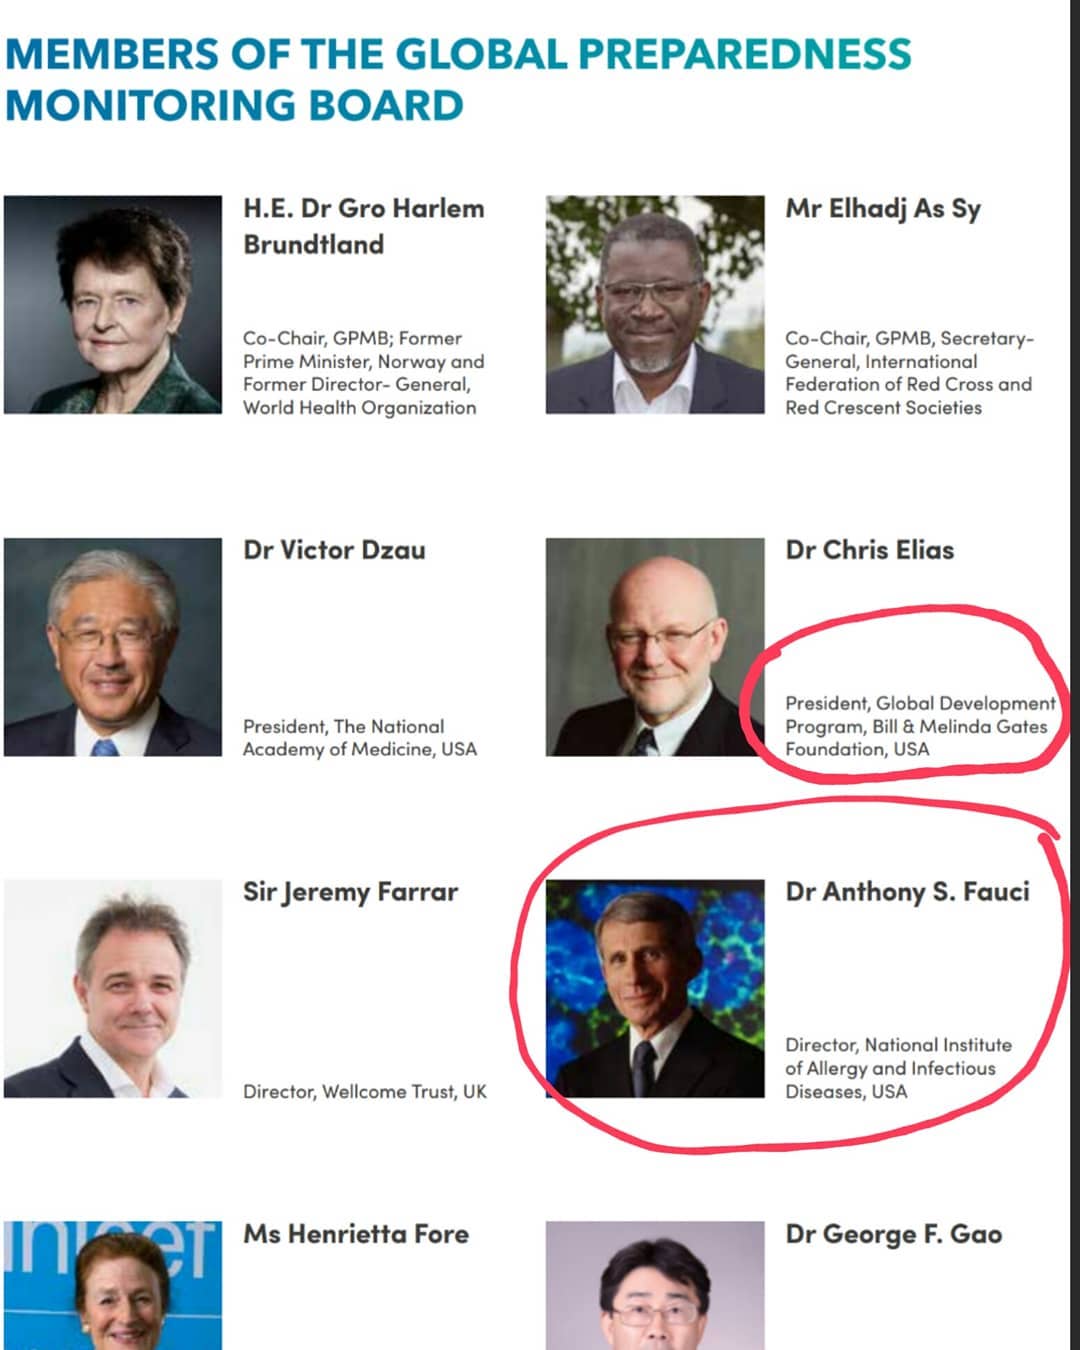 MEMBERS OF THE GLOBAL PREPAREDNESS
MONITORING BOARD
H.E. Dr Gro Harlem
Brundtland
Co-Chair, GPMB; Former
Prime Minister, Norway and
Former Director- General,
World Health Organization
Mr Elhadj As Sy
Co-Chair, GPMB, Secretary-
General, International
Federation of Red Cross and
Red Crescent Societies
Dr Victor Dzau
President, The National
Academy of Medicine, USA
Dr Chris Elias
President, Global Development
Program, Bill & Melinda Gates
Foundation, USA
Sir Jeremy Farrar
Director, Wellcome Trust, UK
Dr Anthony S. Fauci
Director, National Institute
of Allergy and Infectious
Diseases, USA
unicef
Ms Henrietta Fore
Dr George F. Gao